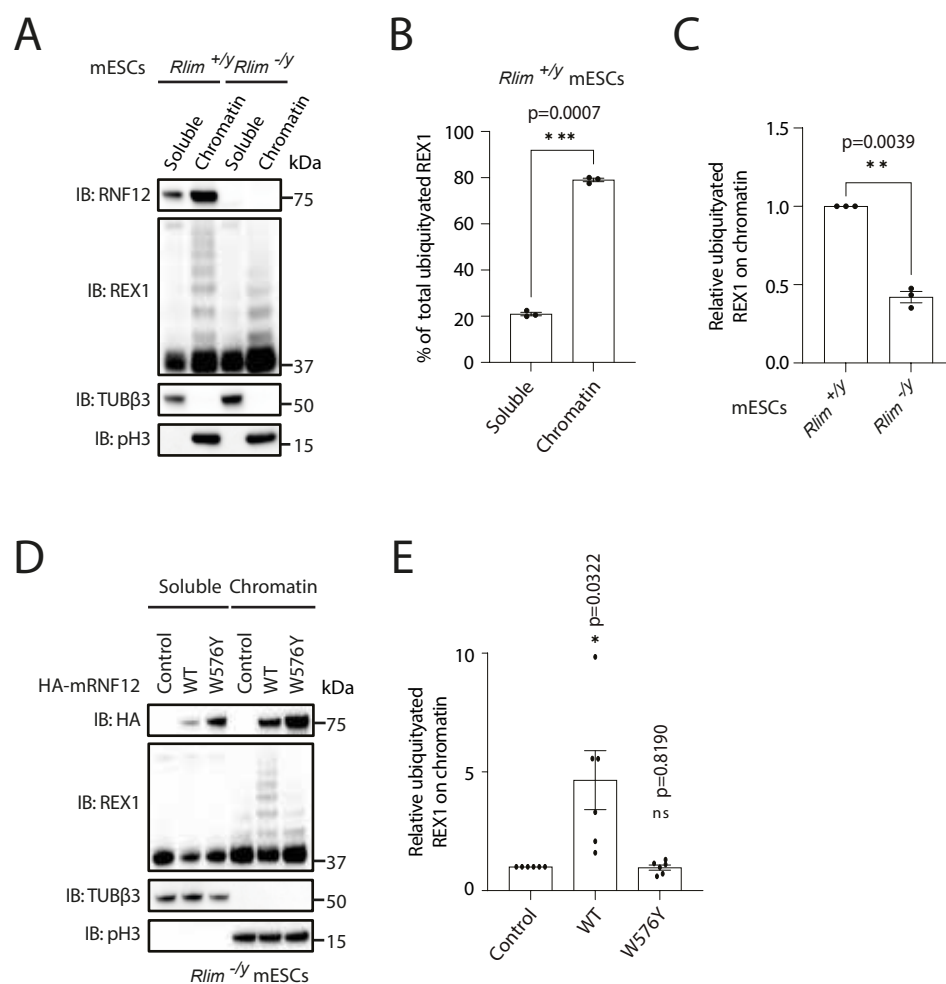 A
mESCs
Rlim +/y Rlim -/y
Soluble
Chromatin
Soluble
Chromatin
kDa
IB: RNF12
75
IB: REX1
37
IB: TUBβ3
50
IB: pH3
15
B
Rlim +/y mESCs
p=0.0007
* **
% of total ubiquityated REX1
100
80
60
40
20
0
Soluble
Chromatin
C
p=0.0039
* *
Relative ubiquityated
REX1 on chromatin
1.5
1.0
0.5
0.0
mESCs
Rlim +/y
Rlim -/y
D
Soluble Chromatin
HA-mRNF12
Control
WT
W576Y
Control
WT
W576Y
kDa
IB: HA
75
IB: REX1
37
IB: TUBβ3
50
IB: pH3
15
Rlim -/y mESCs
E
p=0.0322
*
p=0.8190
ns
Relative ubiquityated
REX1 on chromatin
10
5
0
Control
WT
W576Y